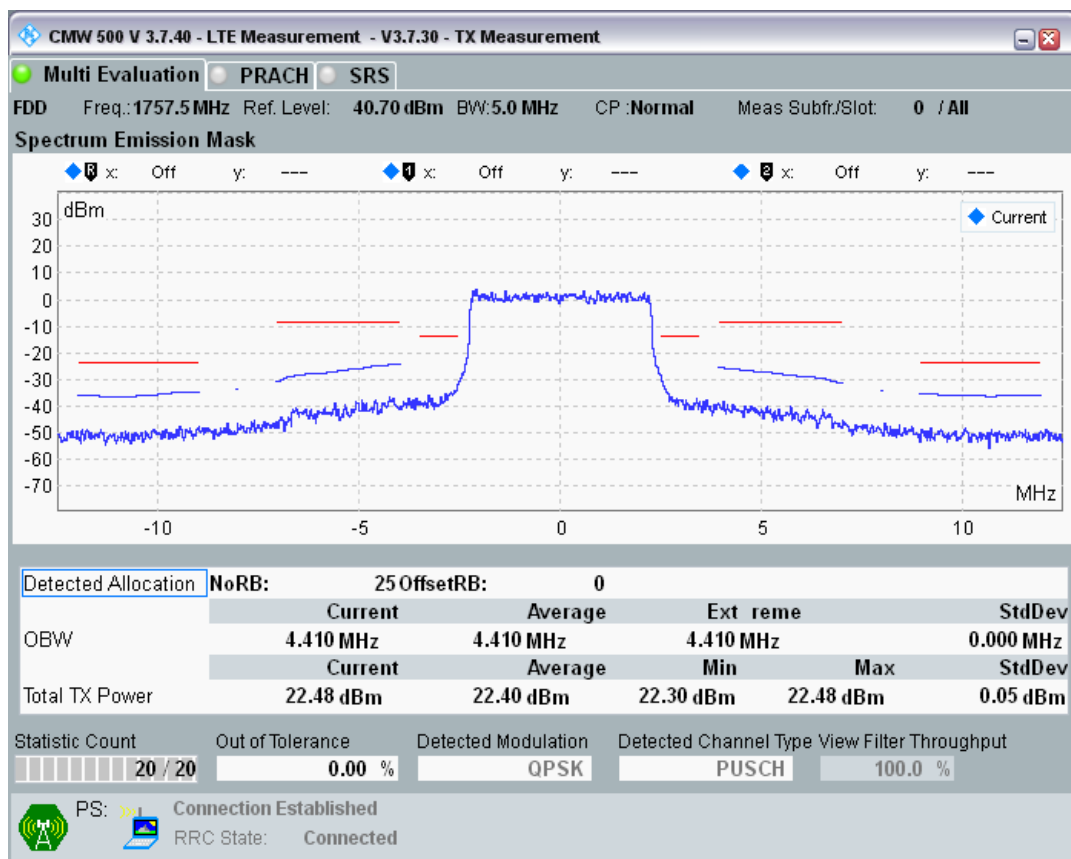 CMW 500 V 3.7.40 - LTE Measurement - V3.7.30 - TX Measurement
Multi Evaluation PRACH SRS
FDD Freq.: 1757.5 MHz Ref. Level: 40.70 dBm BW: 5.0 MHz CP : Normal Meas Subfr./Slot: 0 / All
Spectrum Emission Mask
R x: Off y: --- 1 x: Off y: --- 2 x: Off y: ---
dBm
Current
30
20
10
0
-10
-20
-30
-40
-50
-60
-70
MHz
-10 -5 0 5 10
Detected Allocation NoRB: 25 OffsetRB: 0
Current Average Ext reme StdDev
OBW 4.410 MHz 4.410 MHz 4.410 MHz 0.000 MHz
Current Average Min Max StdDev
Total TX Power 22.48 dBm 22.40 dBm 22.30 dBm 22.48 dBm 0.05 dBm
Statistic Count Out of Tolerance Detected Modulation Detected Channel Type View Filter Throughput
20 / 20 0.00 % QPSK PUSCH 100.0 %
PS: Connection Established
RRC State: Connected